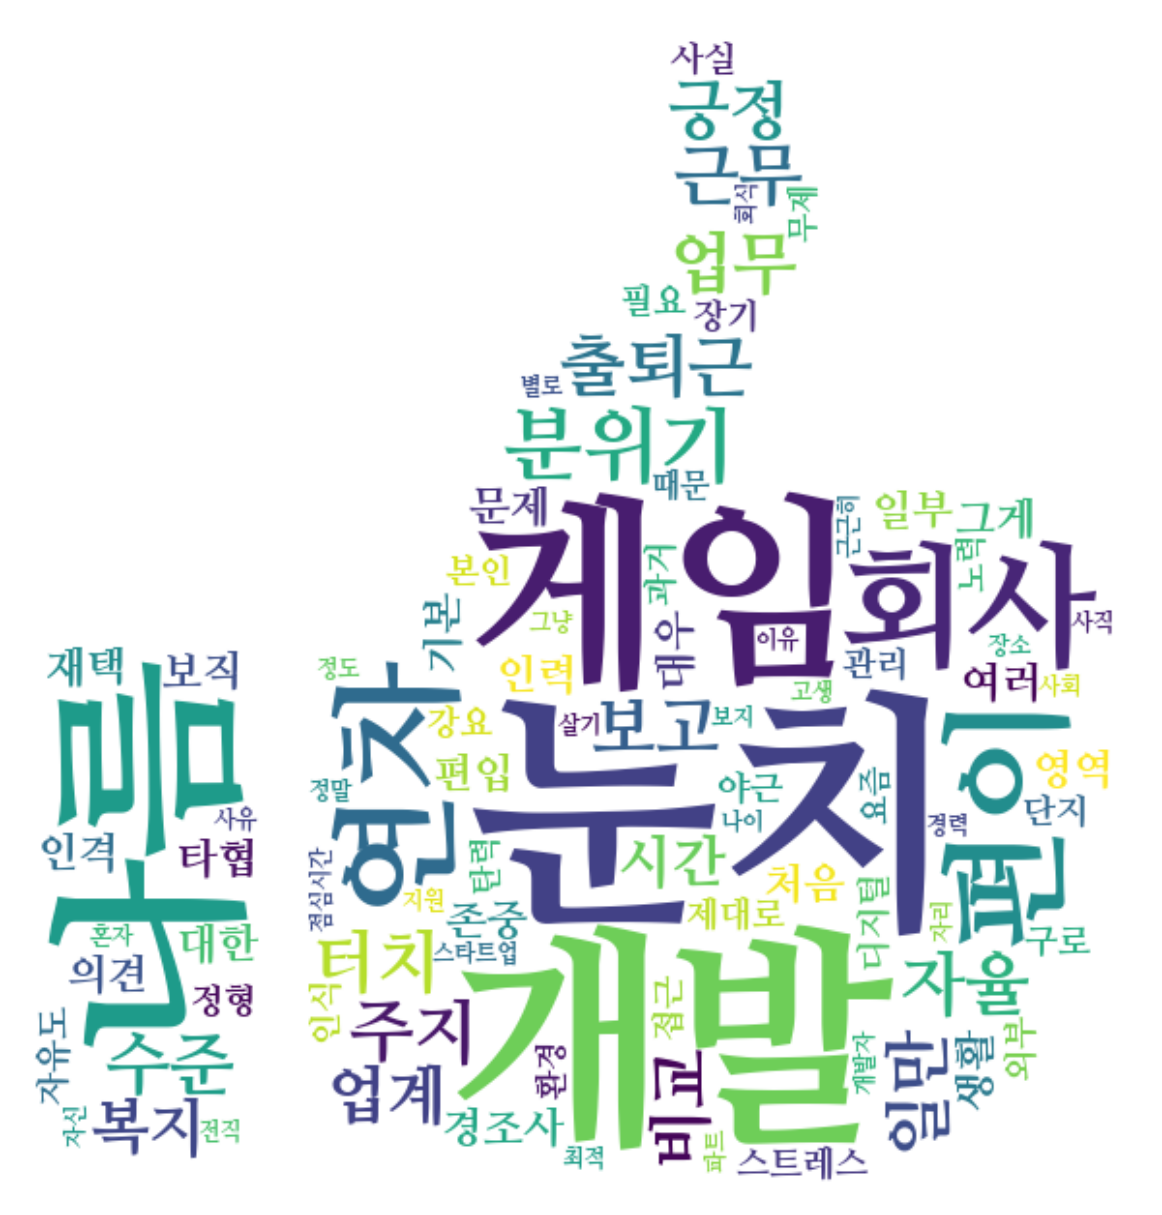 사실
긍정
근무
회식
무제
업무
필요
장기
출퇴근
별로
분위기
때문
문제
게임회사
일부
그게
근근히
노력
본인
과거
기본
그냥
대우
이유
관리
사직
장소
여러
사회
고생
재택
보직
나름
정도
연차
인력
강요
살기
보고
보지
눈치
편이
영역
편입
정말
야근
요즘
나이
경력
단지
사유
인격
타협
점심시간
탄력
시간
처음
지원
존중
제대로
디지털
자리
구로
혼자
대한
의견
정형
터치
스타트업
개발
자율
인식
주지
접근
외부
자유도
수준
업계
환경
비교
개발자
일만
생활
자신
복지
전직
경조사
최적
파트
스트레스